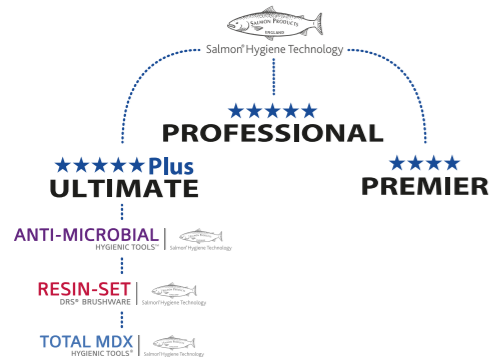 SALMON PRODUCTS
ENGLAND
Salmon® Hygiene Technology
★★★★★
PROFESSIONAL
★★★★★ Plus
ULTIMATE
★★★★
PREMIER
ANTI-MICROBIAL
HYGIENIC TOOLS™
Salmon® Hygiene Technology
RESIN-SET
DRS® BRUSHWARE
Salmon® Hygiene Technology
TOTAL MDX
HYGIENIC TOOLS®
Salmon® Hygiene Technology